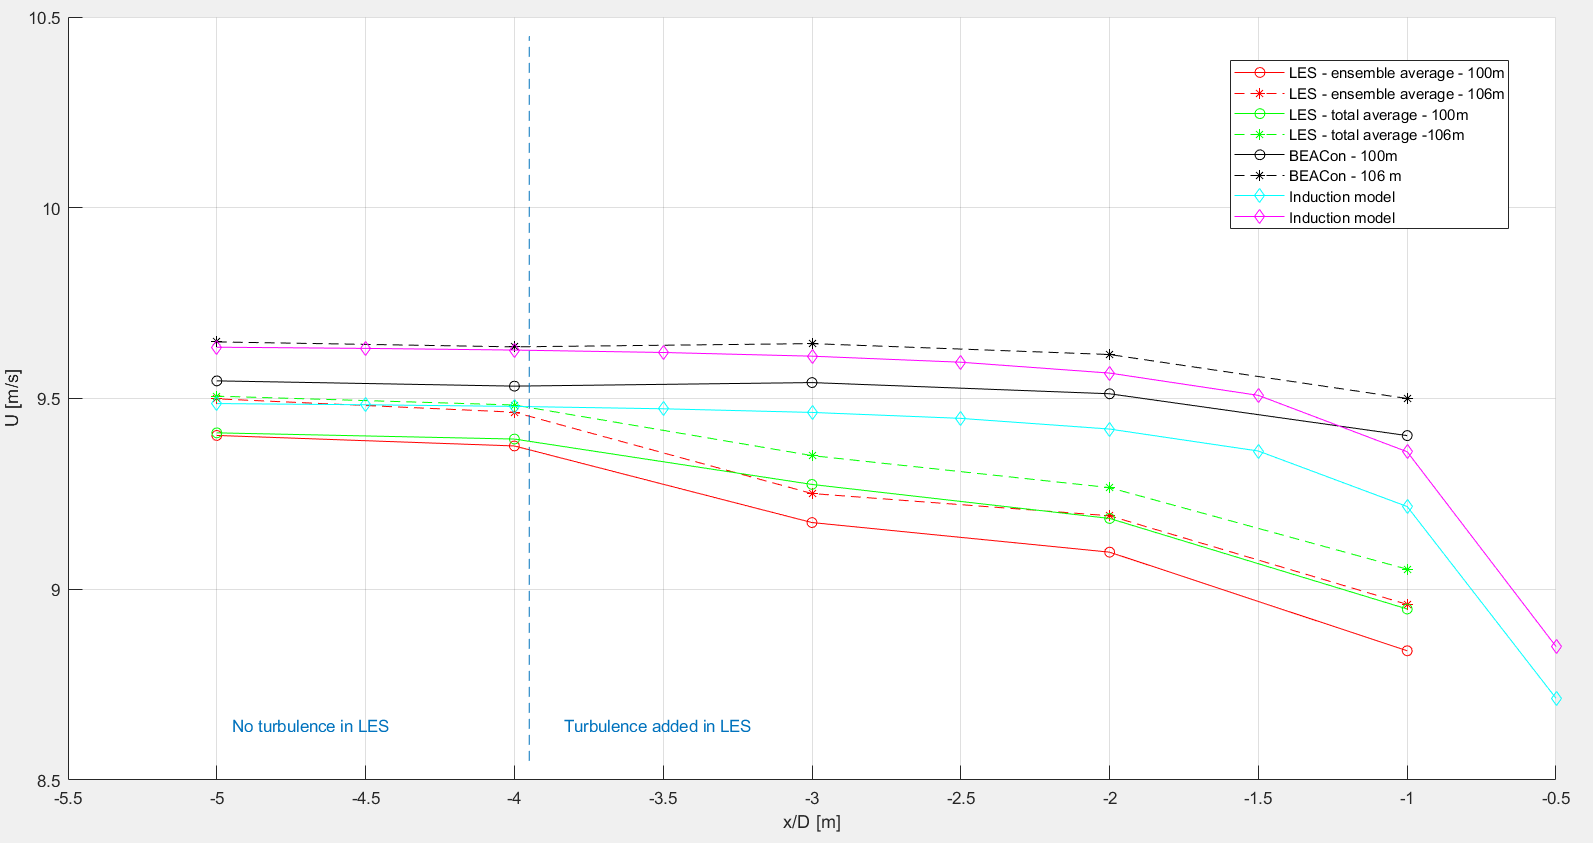 10.5
10
9.5
9
8.5
U [m/s]
LES - ensemble average - 100m
LES - ensemble average - 106m
LES - total average - 100m
LES - total average -106m
BEACon - 100m
BEACon - 106 m
Induction model
Induction model
No turbulence in LES
Turbulence added in LES
-5.5 -5 -4.5 -4 -3.5 -3 -2.5 -2 -1.5 -1 -0.5
x/D [m]